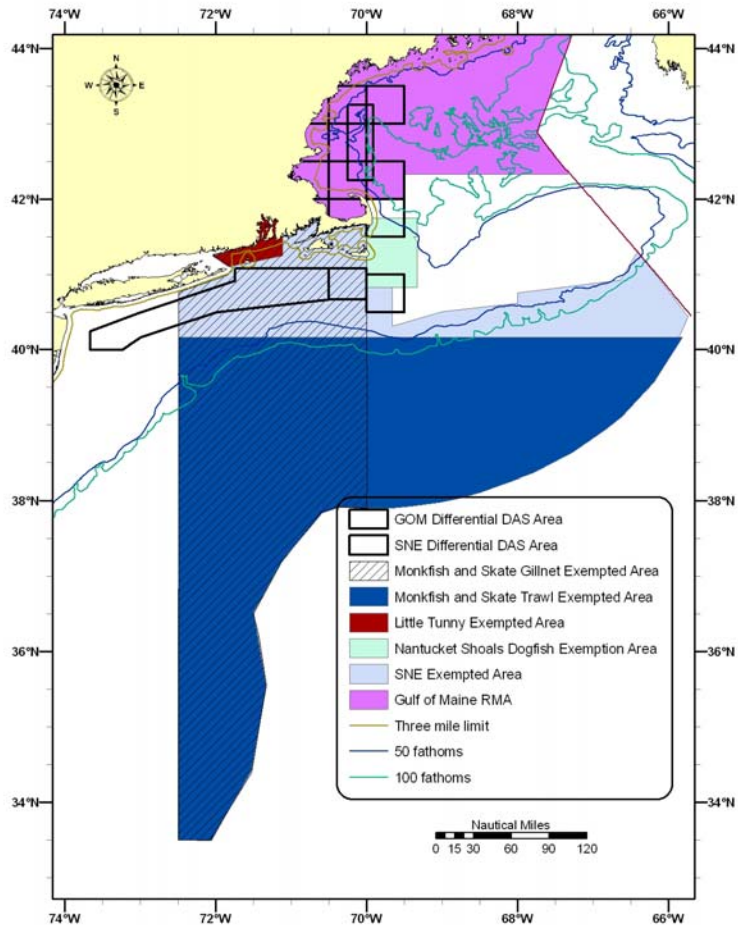 74°W 72°W 70°W 68°W 66°W
44°N 44°N
N
W E
S
42°N 42°N
40°N 40°N
38°N 38°N
GOM Differential DAS Area
SNE Differential DAS Area
Monkfish and Skate Gillnet Exempted Area
Monkfish and Skate Trawl Exempted Area
Little Tunny Exempted Area
Nantucket Shoals Dogfish Exemption Area
SNE Exempted Area
Gulf of Maine RMA
Three mile limit
50 fathoms
100 fathoms
36°N 36°N
34°N 34°N
Nautical Miles
0 15 30 60 90 120
74°W 72°W 70°W 68°W 66°W